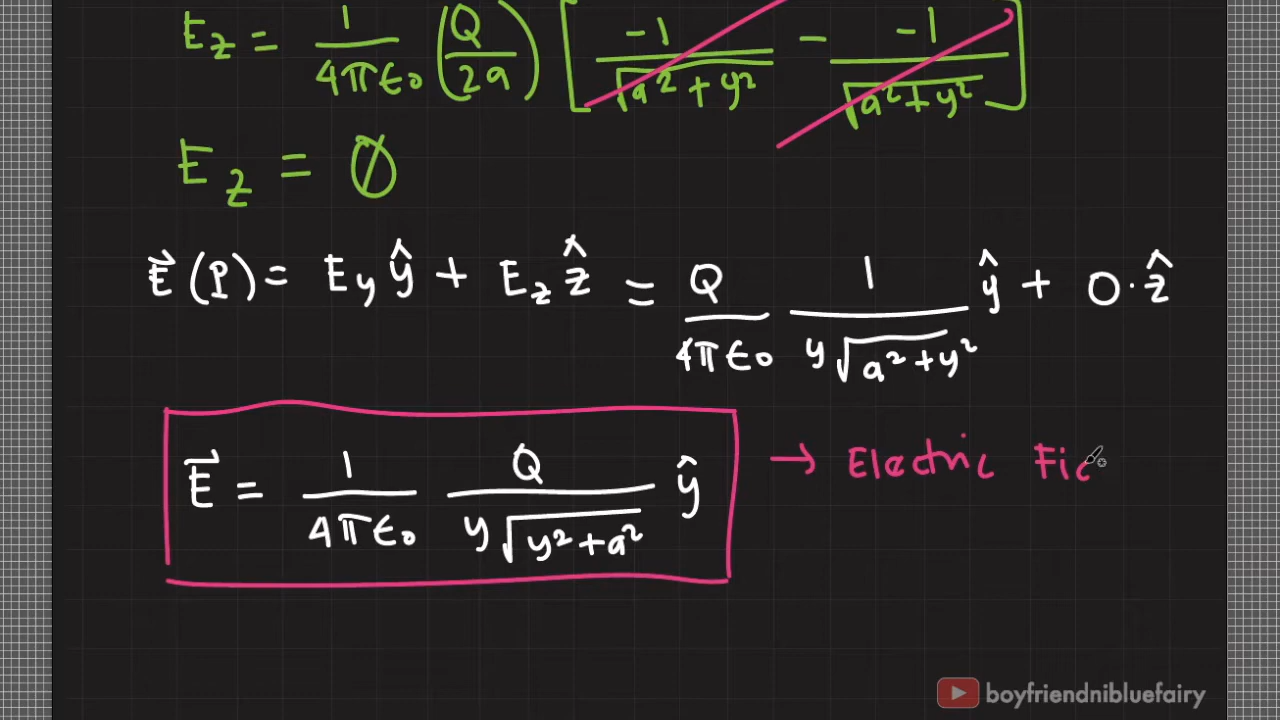 E_z = 1/(4πε₀) (Q/2a) [ -1/√(a² + y²) - -1/√(a² + y²) ]
E_z = 0
E⃗(P) = E_y ŷ + E_z ẑ = Q/(4πε₀) 1/(y√(a² + y²)) ŷ + 0·ẑ
E⃗ = 1/(4πε₀) Q/(y√(y² + a²)) ŷ → Electric Fie
boyfriendnibluefairy